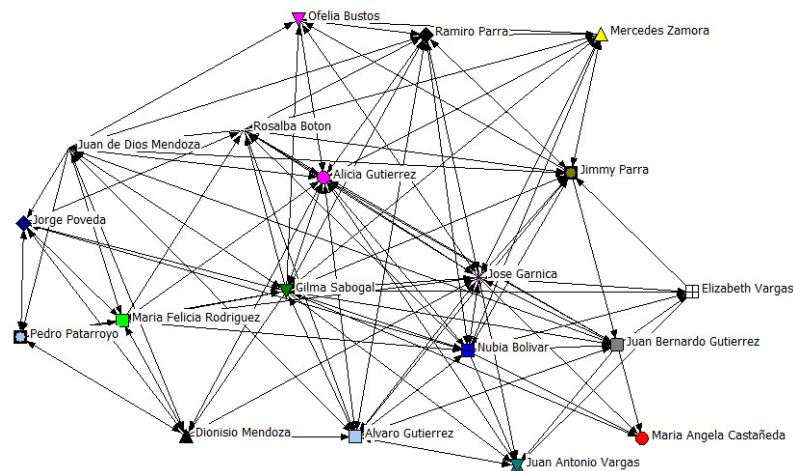 Ofelia Bustos
Ramiro Parra
Mercedes Zamora
Rosalba Boton
Juan de Dios Mendoza
Alicia Gutierrez
Jimmy Parra
Jorge Poveda
Jose Garnica
Gilma Sabogal
Elizabeth Vargas
Maria Felicia Rodriguez
Pedro Patarroyo
Nubia Bolivar
Juan Bernardo Gutierrez
Dionisio Mendoza
Alvaro Gutierrez
Maria Angela Castañeda
Juan Antonio Vargas